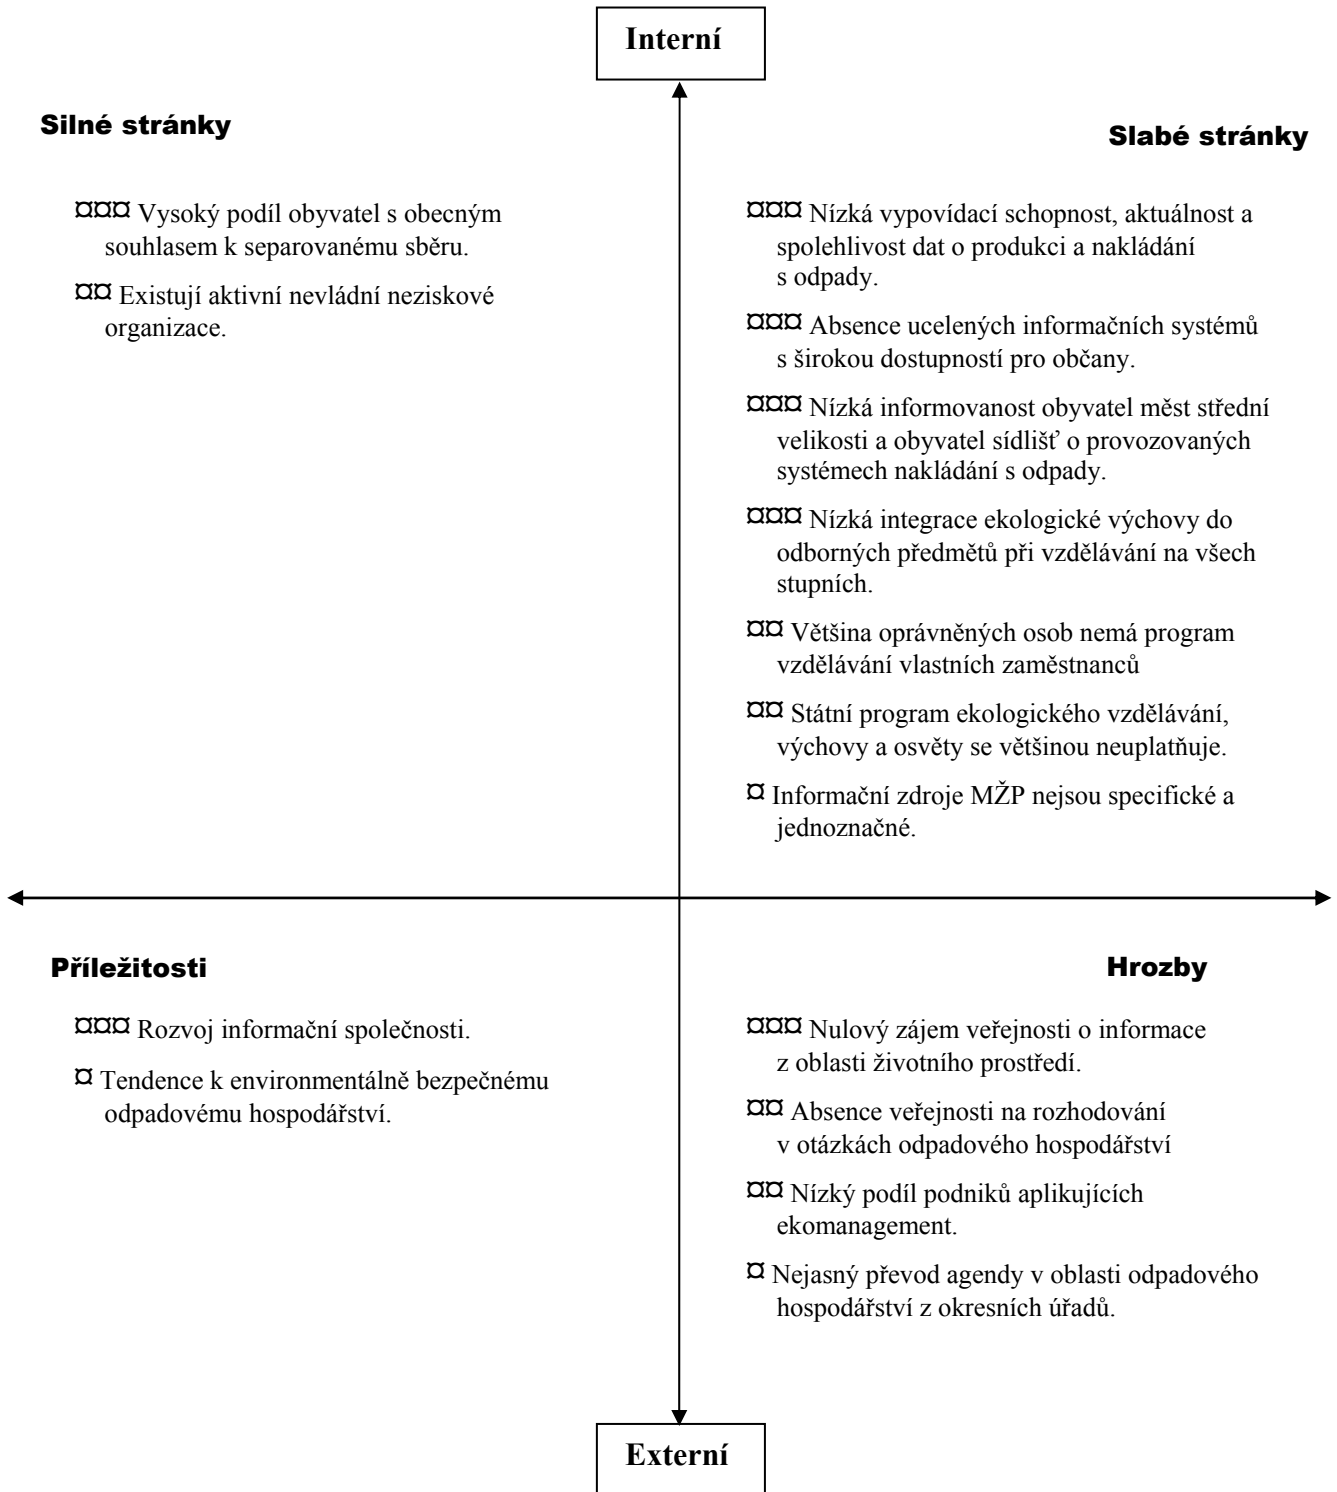 Interní
Silné stránky
¤¤¤ Vysoký podíl obyvatel s obecným
souhlasem k separovanému sběru.
¤¤ Existují aktivní nevládní neziskové
organizace.
Slabé stránky
¤¤¤ Nízká vypovídací schopnost, aktuálnost a
spolehlivost dat o produkci a nakládání
s odpady.
¤¤¤ Absence ucelených informačních systémů
s širokou dostupností pro občany.
¤¤¤ Nízká informovanost obyvatel měst střední
velikosti a obyvatel sídlišť o provozovaných
systémech nakládání s odpady.
¤¤¤ Nízká integrace ekologické výchovy do
odborných předmětů při vzdělávání na všech
stupních.
¤¤ Většina oprávněných osob nemá program
vzdělávání vlastních zaměstnanců
¤¤ Státní program ekologického vzdělávání,
výchovy a osvěty se většinou neuplatňuje.
¤ Informační zdroje MŽP nejsou specifické a
jednoznačné.
Příležitosti
¤¤¤ Rozvoj informační společnosti.
¤ Tendence k environmentálně bezpečnému
odpadovému hospodářství.
Hrozby
¤¤¤ Nulový zájem veřejnosti o informace
z oblasti životního prostředí.
¤¤ Absence veřejnosti na rozhodování
v otázkách odpadového hospodářství
¤¤ Nízký podíl podniků aplikujících
ekomanagement.
¤ Nejasný převod agendy v oblasti odpadového
hospodářství z okresních úřadů.
Externí